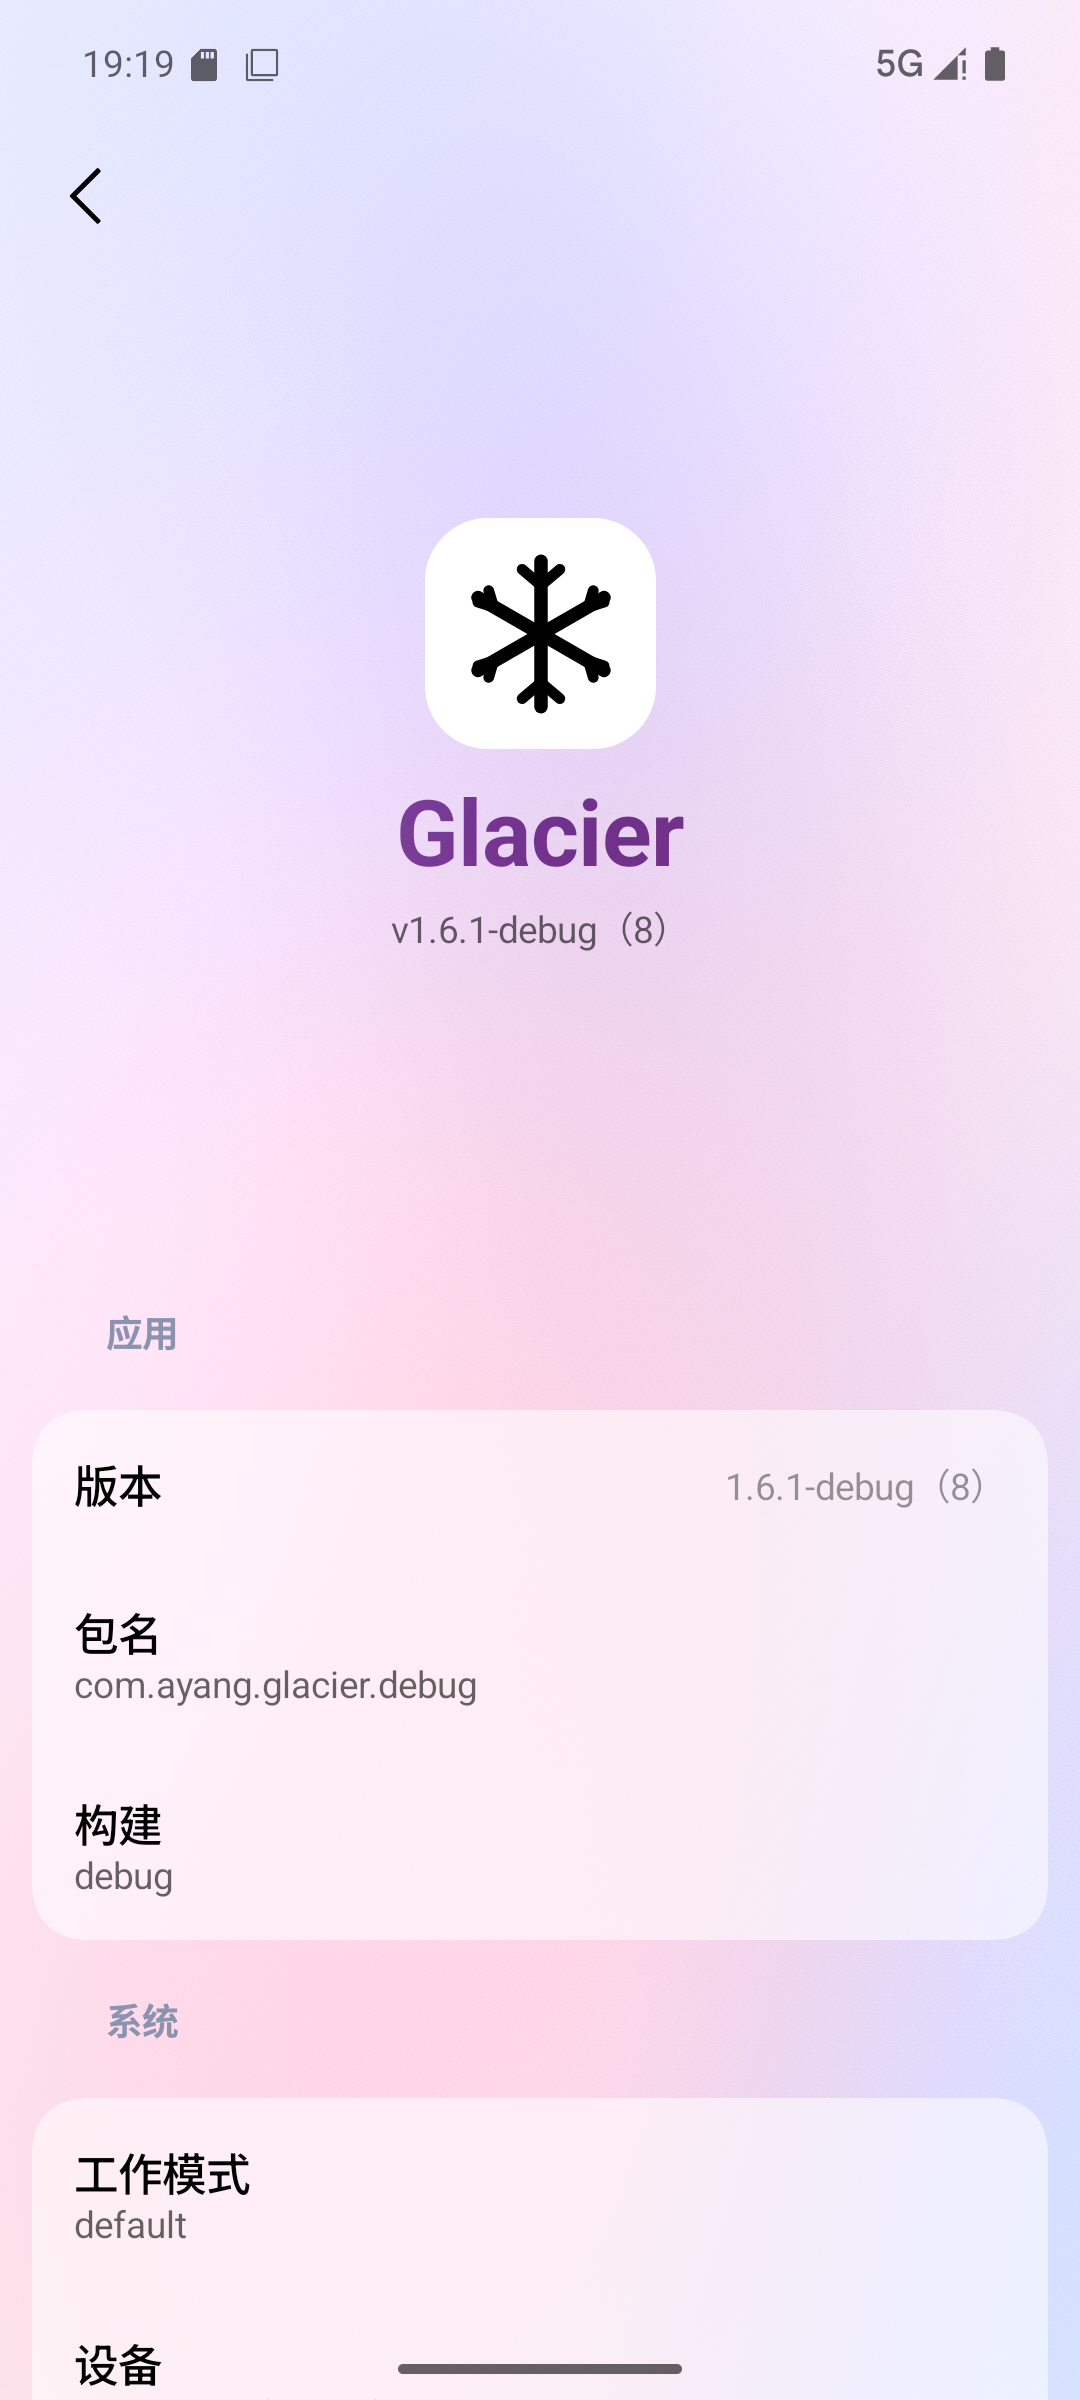 19:19
5G
Glacier
v1.6.1-debug（8）
应用
版本
1.6.1-debug（8）
包名
com.ayang.glacier.debug
构建
debug
系统
工作模式
default
设备